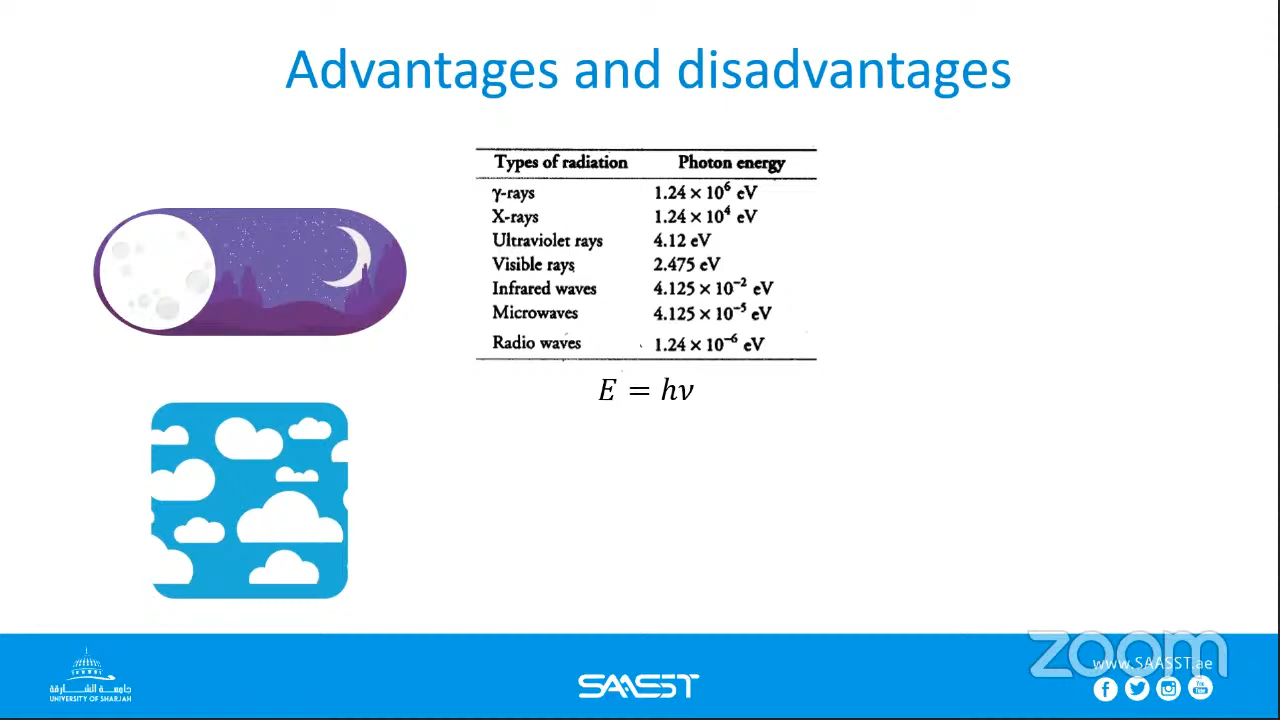 Advantages and disadvantages
Types of radiation Photon energy
γ-rays 1.24 × 10⁶ eV
X-rays 1.24 × 10⁴ eV
Ultraviolet rays 4.12 eV
Visible rays 2.475 eV
Infrared waves 4.125 × 10⁻² eV
Microwaves 4.125 × 10⁻⁵ eV
Radio waves 1.24 × 10⁻⁶ eV
E = hν
جامعة الشارقة
UNIVERSITY OF SHARJAH
SAASST
zoom
www.SAASST.ae
You Tube